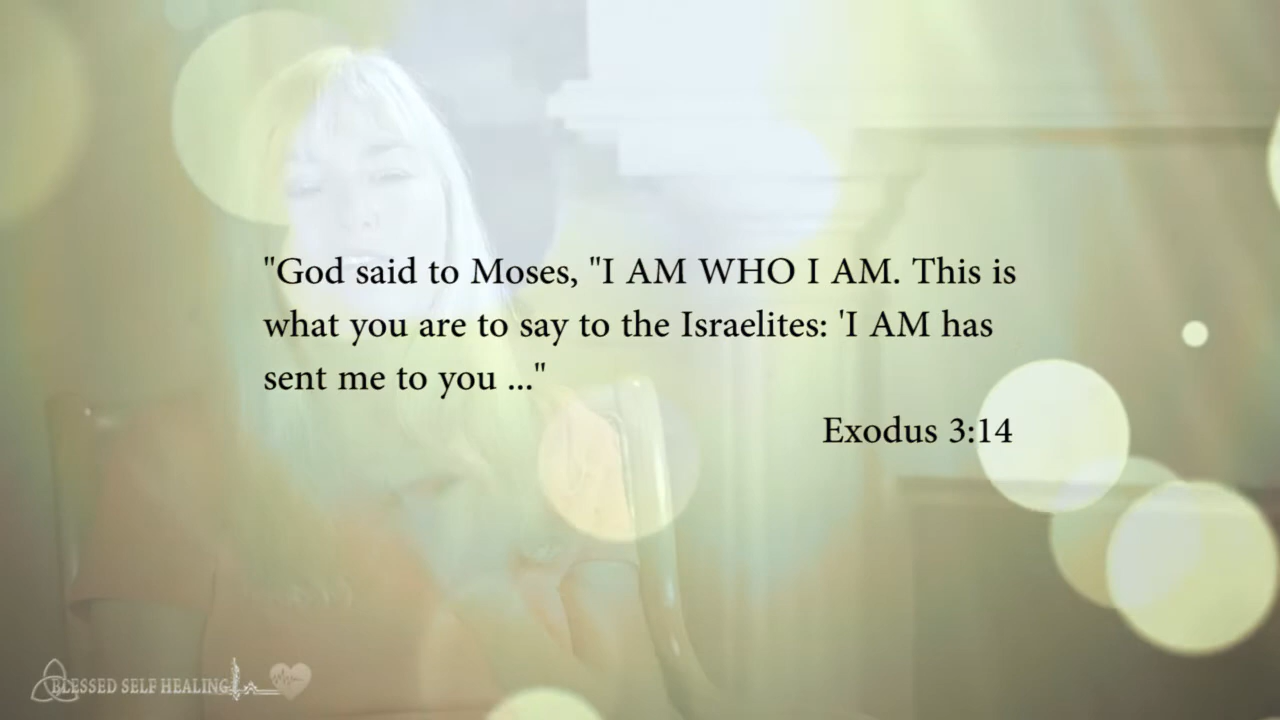 "God said to Moses, "I AM WHO I AM. This is
what you are to say to the Israelites: 'I AM has
sent me to you ..."
Exodus 3:14
BLESSED SELF HEALING